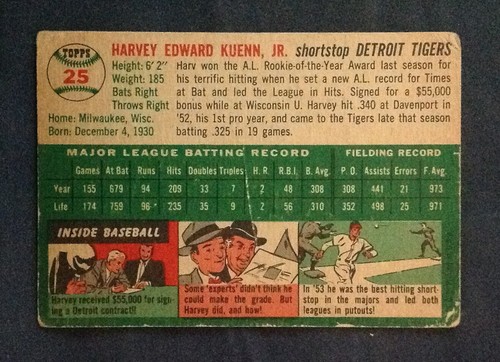 TOPPS
25
HARVEY EDWARD KUENN, JR. shortstop DETROIT TIGERS
Height: 6' 2"
Weight: 185
Bats Right
Throws Right
Home: Milwaukee, Wisc.
Born: December 4, 1930
Harv won the A.L. Rookie-of-the-Year Award last season for
his terrific hitting when he set a new A.L. record for Times
at Bat and led the League in Hits. Signed for a $55,000
bonus while at Wisconsin U. Harvey hit .340 at Davenport in
'52, his 1st pro year, and came to the Tigers late that season
batting .325 in 19 games.
MAJOR LEAGUE BATTING RECORD FIELDING RECORD
Games At Bat Runs Hits Doubles Triples H. R. R.B.I. B. Avg. P. O. Assists Errors F. Avg.
Year 155 679 94 209 33 7 2 48 308 308 441 21 973
Life 174 759 96 235 35 9 2 56 310 352 498 26 971
INSIDE BASEBALL
Harvey received $55,000 for sign-
ing a Detroit contract!!
Some 'experts' didn't think he
could make the grade. But
Harvey did, and how!
In '53 he was the best hitting short-
stop in the majors and led both
leagues in putouts!